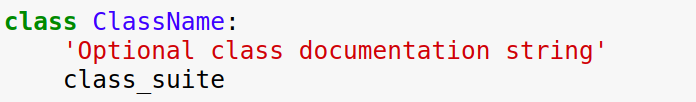 class ClassName:
    'Optional class documentation string'
    class_suite